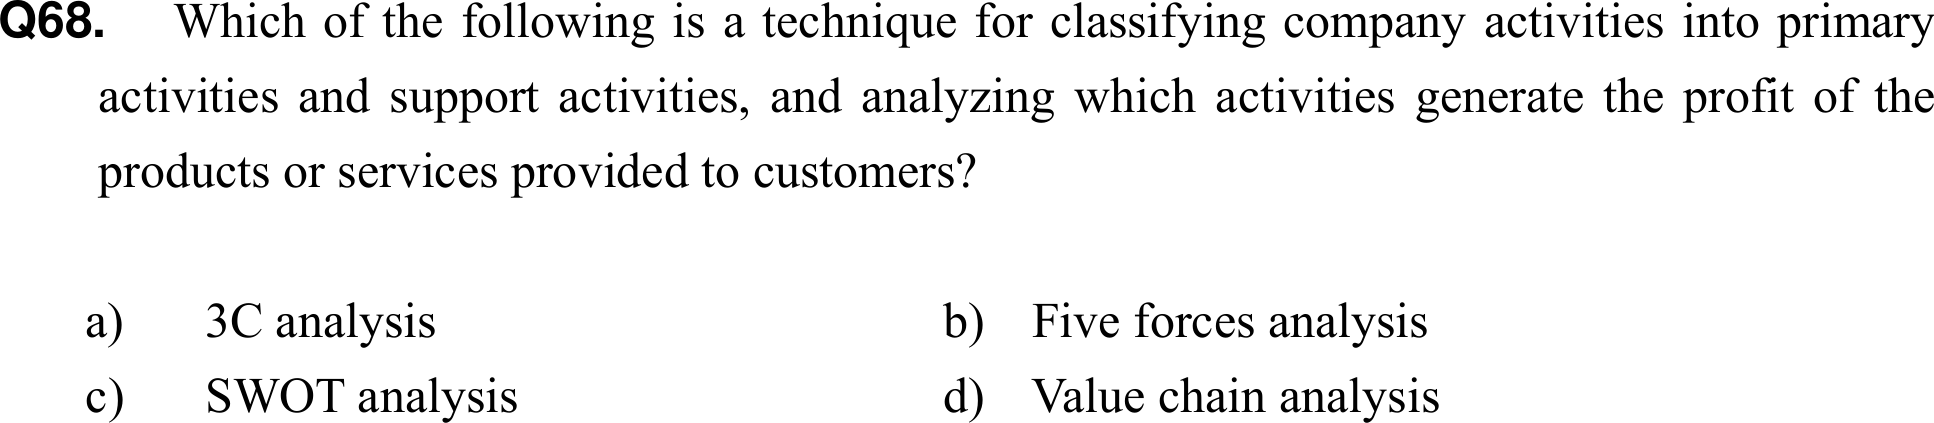 Q68. Which of the following is a technique for classifying company activities into primary
activities and support activities, and analyzing which activities generate the profit of the
products or services provided to customers?
a) 3C analysis b) Five forces analysis
c) SWOT analysis d) Value chain analysis